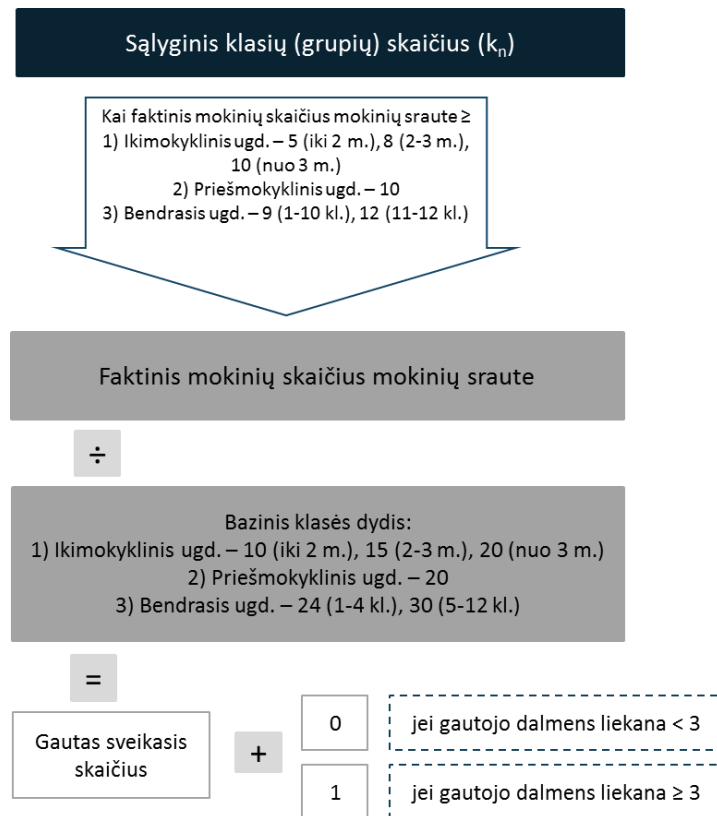 Sąlyginis klasių (grupių) skaičius (kₙ)
Kai faktinis mokinių skaičius mokinių sraute ≥
1) Ikimokyklinis ugd. – 5 (iki 2 m.), 8 (2-3 m.),
10 (nuo 3 m.)
2) Priešmokyklinis ugd. – 10
3) Bendrasis ugd. – 9 (1-10 kl.), 12 (11-12 kl.)
Faktinis mokinių skaičius mokinių sraute
÷
Bazinis klasės dydis:
1) Ikimokyklinis ugd. – 10 (iki 2 m.), 15 (2-3 m.), 20 (nuo 3 m.)
2) Priešmokyklinis ugd. – 20
3) Bendrasis ugd. – 24 (1-4 kl.), 30 (5-12 kl.)
=
Gautas sveikasis
skaičius
+
0
jei gautojo dalmens liekana < 3
1
jei gautojo dalmens liekana ≥ 3